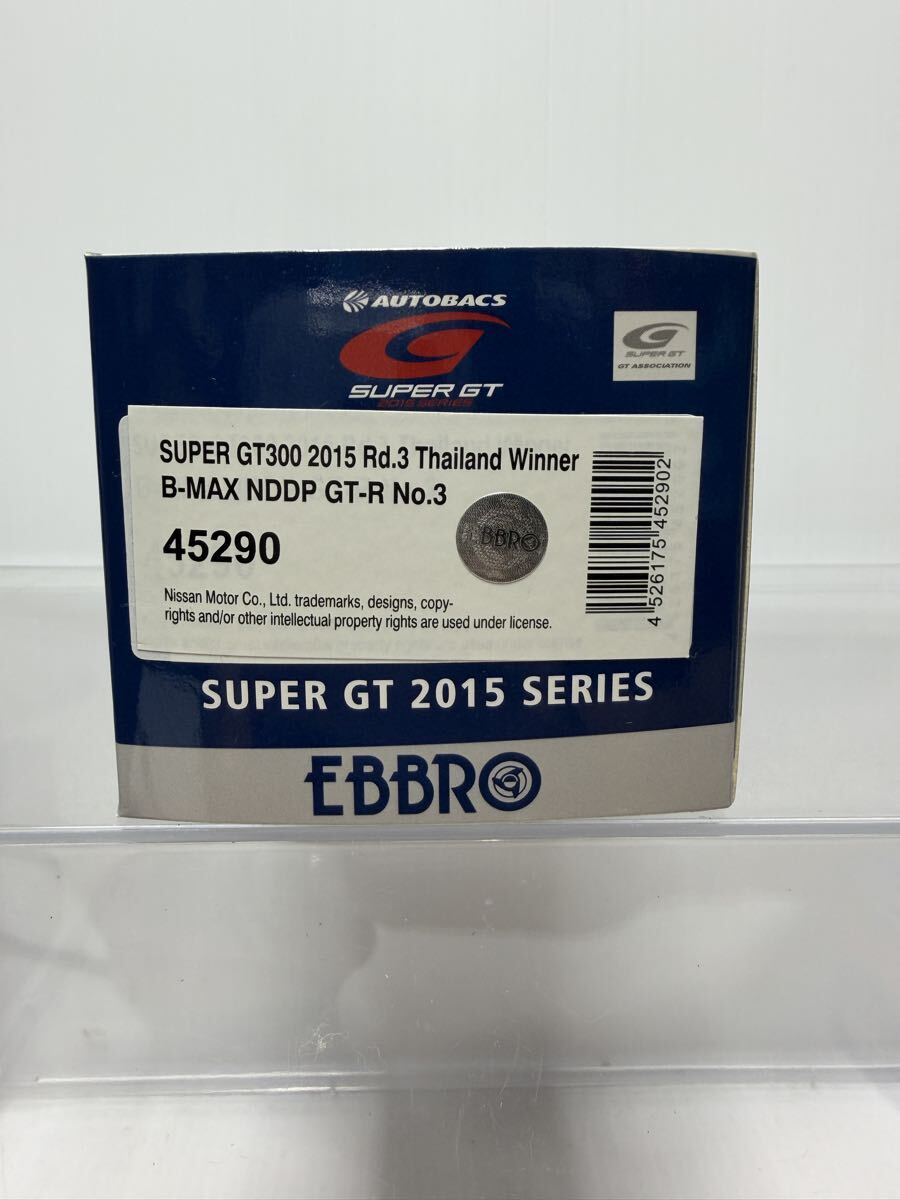 AUTOBACS
SUPER GT
2015 SERIES
SUPER GT
GT ASSOCIATION
SUPER GT300 2015 Rd.3 Thailand Winner
B-MAX NDDP GT-R No.3
45290
EBBRO
Nissan Motor Co., Ltd. trademarks, designs, copy-
rights and/or other intellectual property rights are used under license.
4 526175 452902
SUPER GT 2015 SERIES
EBBRO